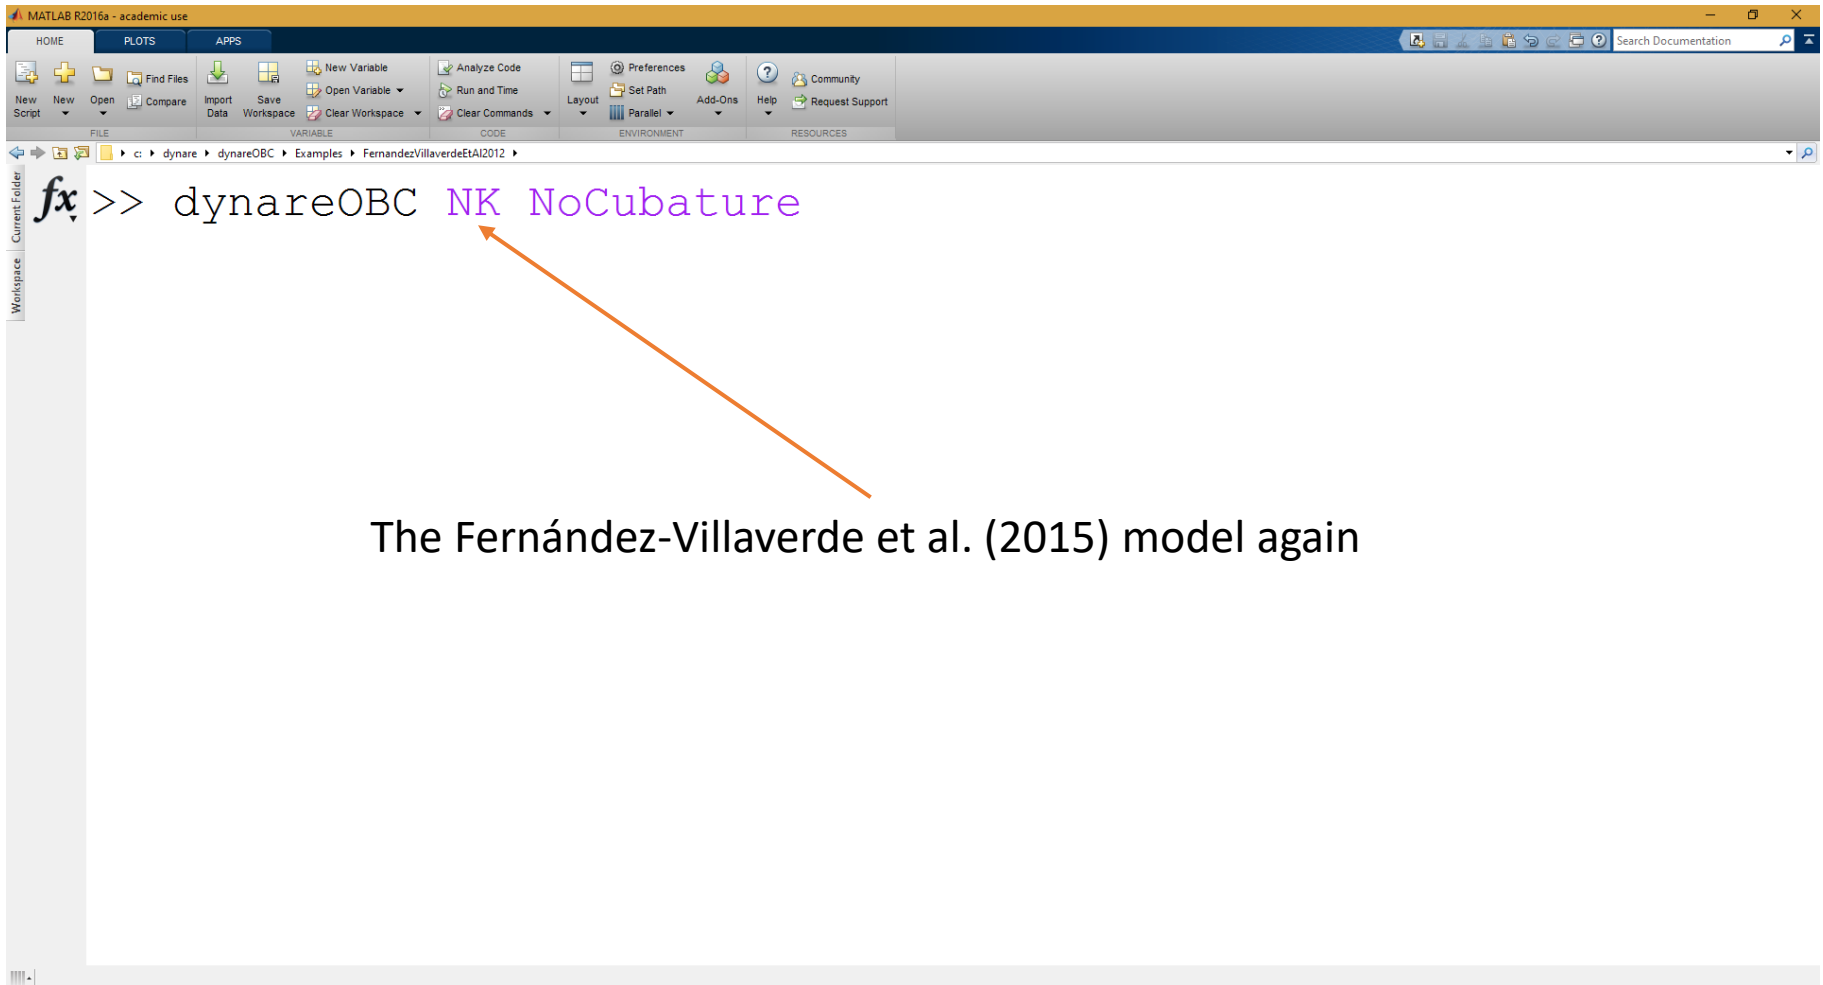 MATLAB R2016a - academic use
HOME PLOTS APPS
Search Documentation
New Script
New
Open
Find Files
Compare
Import Data
Save Workspace
New Variable
Open Variable
Clear Workspace
Analyze Code
Run and Time
Clear Commands
Layout
Preferences
Set Path
Parallel
Add-Ons
Help
Community
Request Support
FILE VARIABLE CODE ENVIRONMENT RESOURCES
c: dynare dynareOBC Examples FernandezVillaverdeEtAl2012
Current Folder
Workspace
fx >> dynareOBC NK NoCubature
The Fernández-Villaverde et al. (2015) model again